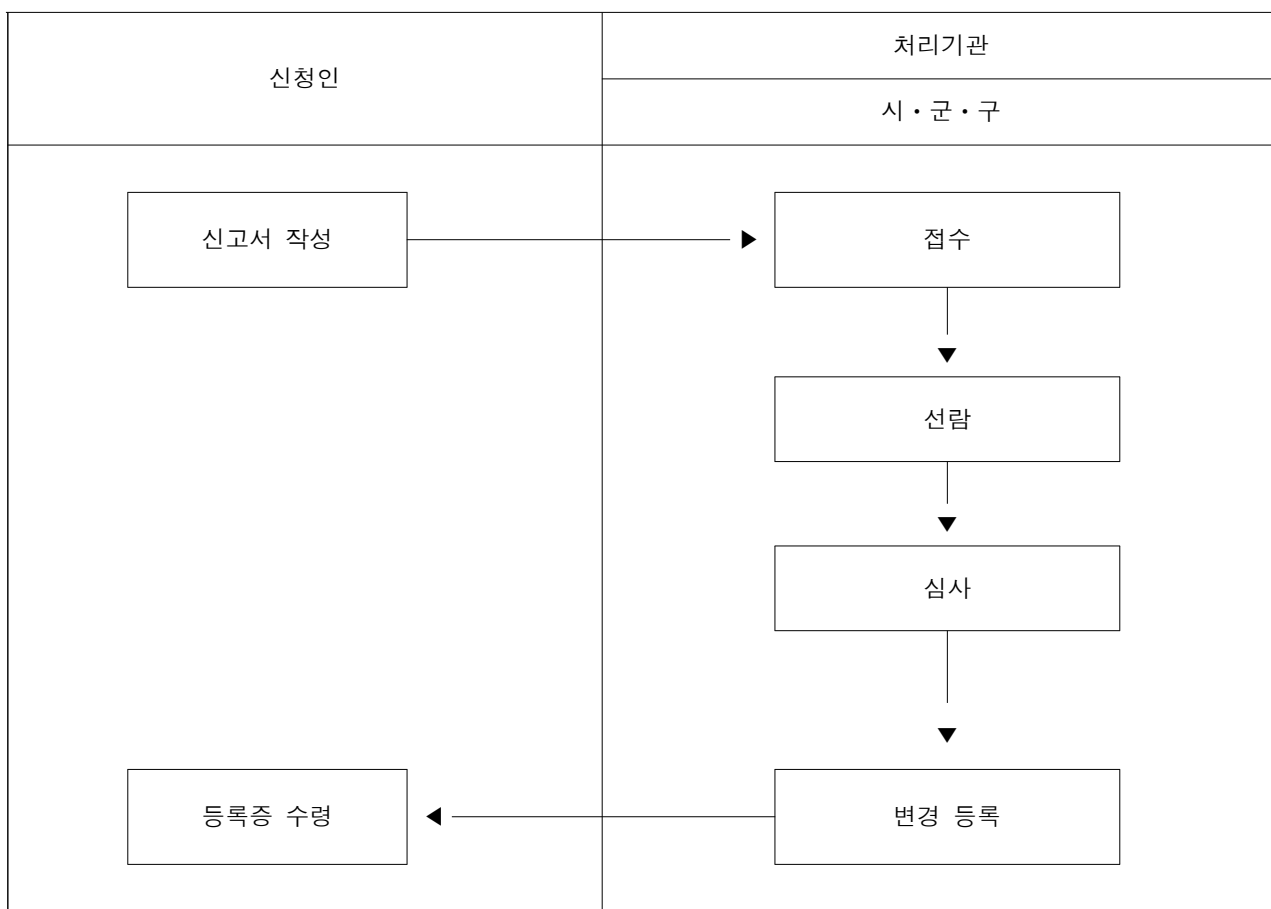 신청인
처리기관
시・군・구
신고서 작성
접수
선람
심사
변경 등록
등록증 수령